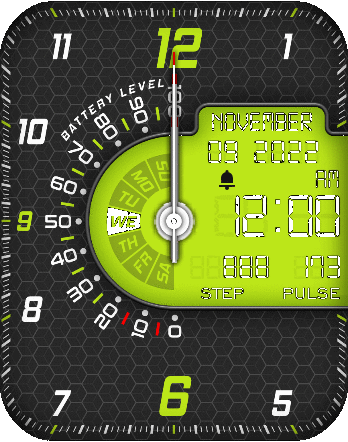 12
11
1
BATTERY LEVEL
100
90
80
70
60
50
40
30
20
10
0
10
9
8
7
6
5
SU
MO
TU
WE
TH
FR
SA
NOVEMBER
09 2022
AM
12:00
888 173
STEP PULSE